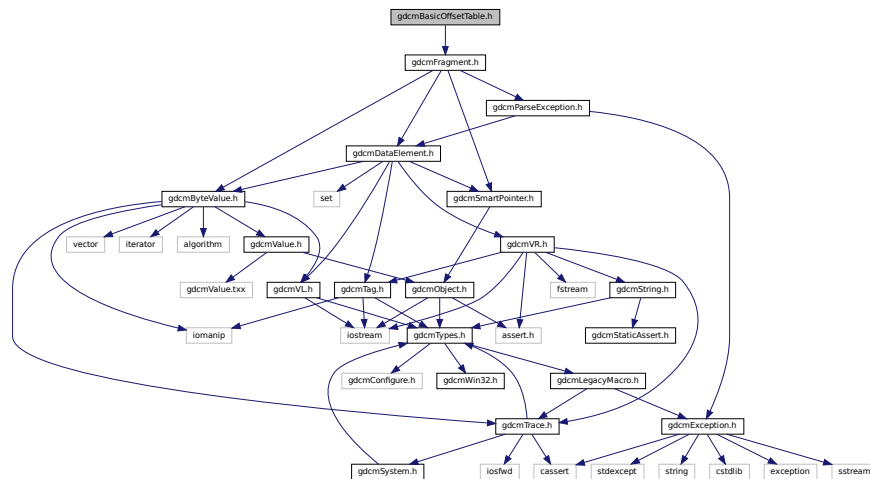 gdcmBasicOffsetTable.h
gdcmFragment.h
gdcmParseException.h
gdcmDataElement.h
gdcmByteValue.h
set
gdcmSmartPointer.h
vector
iterator
algorithm
gdcmValue.h
gdcmVR.h
gdcmValue.txx
gdcmVL.h
gdcmTag.h
gdcmObject.h
fstream
gdcmString.h
iomanip
iostream
gdcmTypes.h
assert.h
gdcmStaticAssert.h
gdcmConfigure.h
gdcmWin32.h
gdcmLegacyMacro.h
gdcmTrace.h
gdcmException.h
gdcmSystem.h
iosfwd
cassert
stdexcept
string
cstdlib
exception
sstream